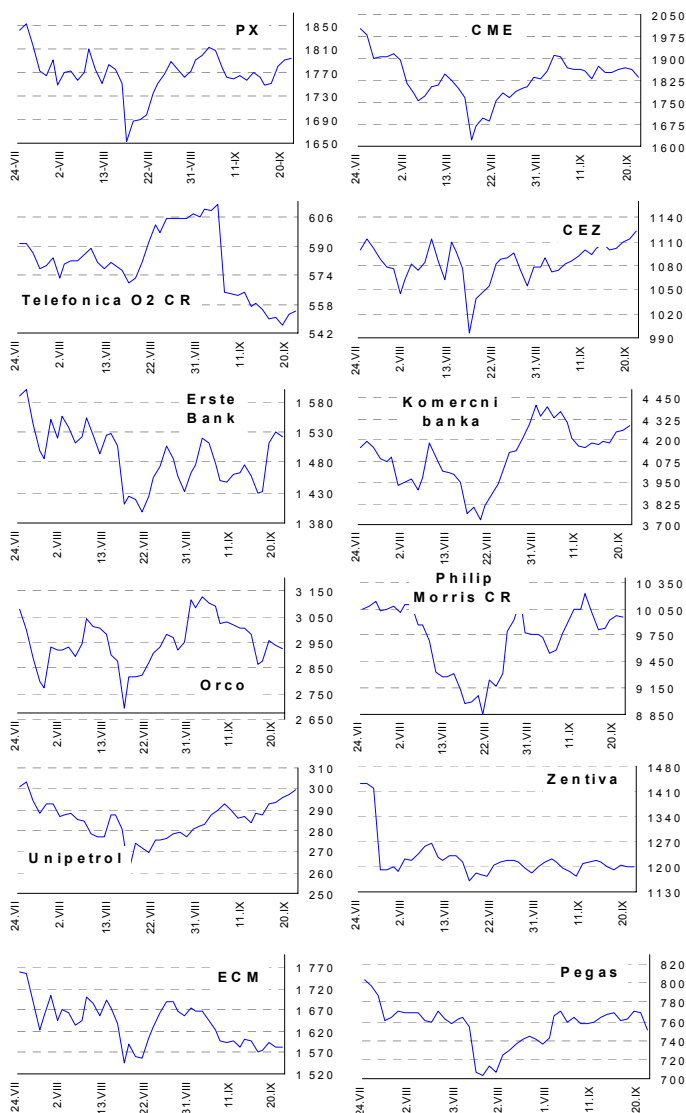 PX
1850
1810
1770
1730
1690
1650
24-VII
2-VIII
13-VIII
22-VIII
31-VIII
11-IX
20-IX
CME
2050
1975
1900
1825
1750
1675
1600
24.VII
2.VIII
13.VIII
22.VIII
31.VIII
11.IX
20.IX
Telefonica O2 CR
606
590
574
558
542
24.VII
2.VIII
13.VIII
22.VIII
31.VIII
11.IX
20.IX
CEZ
1140
1110
1080
1050
1020
990
24.VII
2.VIII
13.VIII
22.VIII
31.VIII
11.IX
20.IX
Erste
Bank
1 580
1 530
1 480
1 430
1 380
24.VII
2.VIII
13.VIII
22.VIII
31.VIII
11.IX
20.IX
Komercni
banka
4 450
4 325
4 200
4 075
3 950
3 825
3 700
24.VII
2.VIII
13.VIII
22.VIII
31.VIII
11.IX
20.IX
Orco
3 150
3 050
2 950
2 850
2 750
2 650
24.VII
2.VIII
13.VIII
22.VIII
31.VIII
11.IX
20.IX
Philip
Morris CR
10 350
10 050
9 750
9 450
9 150
8 850
24.VII
2.VIII
13.VIII
22.VIII
31.VIII
11.IX
20.IX
Unipetrol
310
300
290
280
270
260
250
24.VII
2.VIII
13.VIII
22.VIII
31.VIII
11.IX
20.IX
Zentiva
1480
1410
1340
1270
1200
1130
24.VII
2.VIII
13.VIII
22.VIII
31.VIII
11.IX
20.IX
ECM
1 770
1 720
1 670
1 620
1 570
1 520
24.VII
2.VIII
13.VIII
22.VIII
31.VIII
11.IX
20.IX
Pegas
820
800
780
760
740
720
700
24.VII
2.VIII
3.VIII
2.VIII
1.VIII
11.IX
20.IX